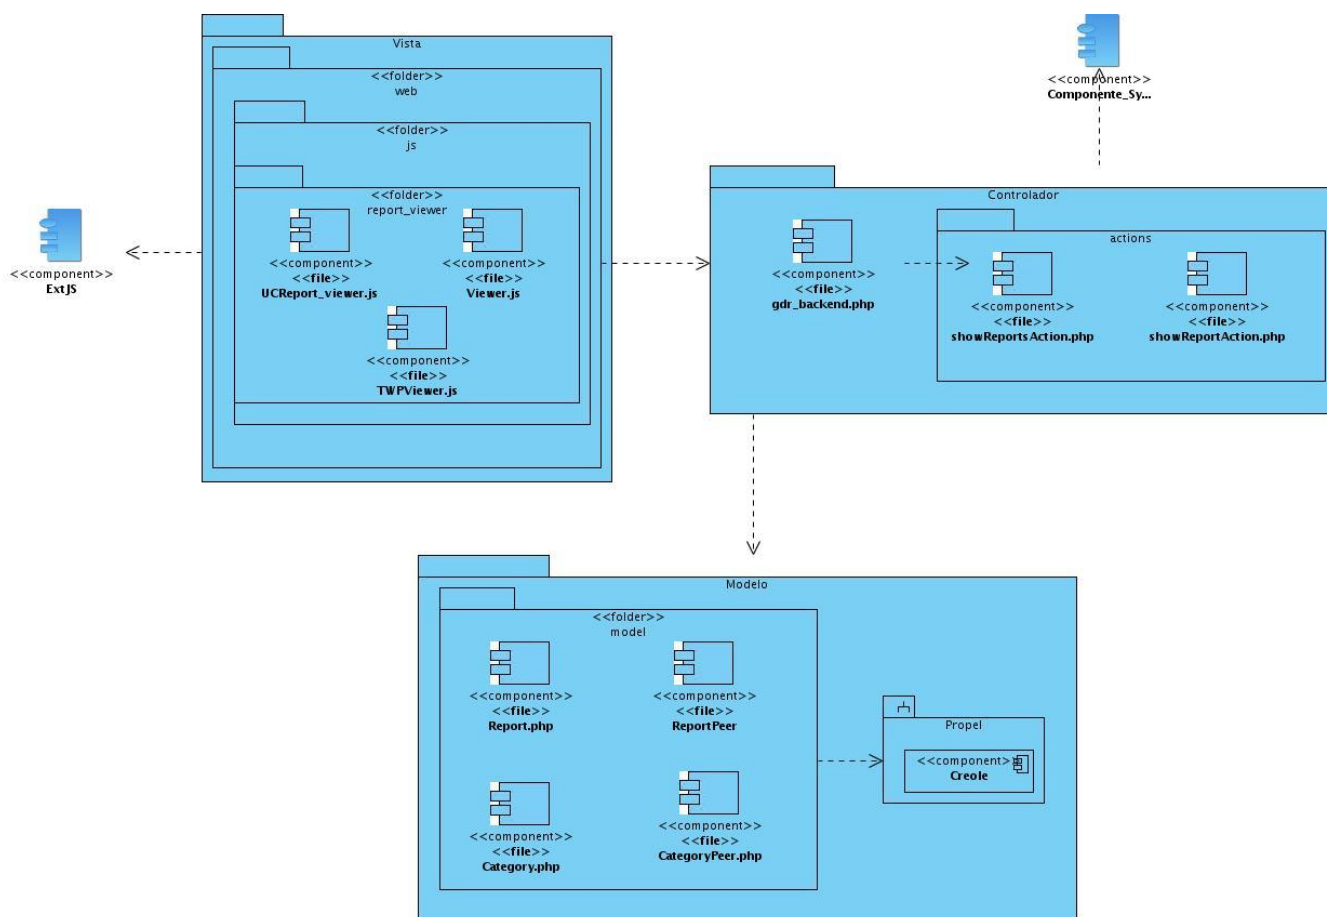 Vista
<<folder>>
web
<<folder>>
js
<<folder>>
report_viewer
<<component>>
<<file>>
UCReport_viewer.js
<<component>>
<<file>>
Viewer.js
<<component>>
<<file>>
TWPViewer.js
<<component>>
ExtJS
<<component>>
Componente_Sy...
Controlador
<<component>>
<<file>>
gdr_backend.php
actions
<<component>>
<<file>>
showReportsAction.php
<<component>>
<<file>>
showReportAction.php
Modelo
<<folder>>
model
<<component>>
<<file>>
Report.php
<<component>>
<<file>>
ReportPeer
<<component>>
<<file>>
Category.php
<<component>>
<<file>>
CategoryPeer.php
Propel
<<component>>
Creole